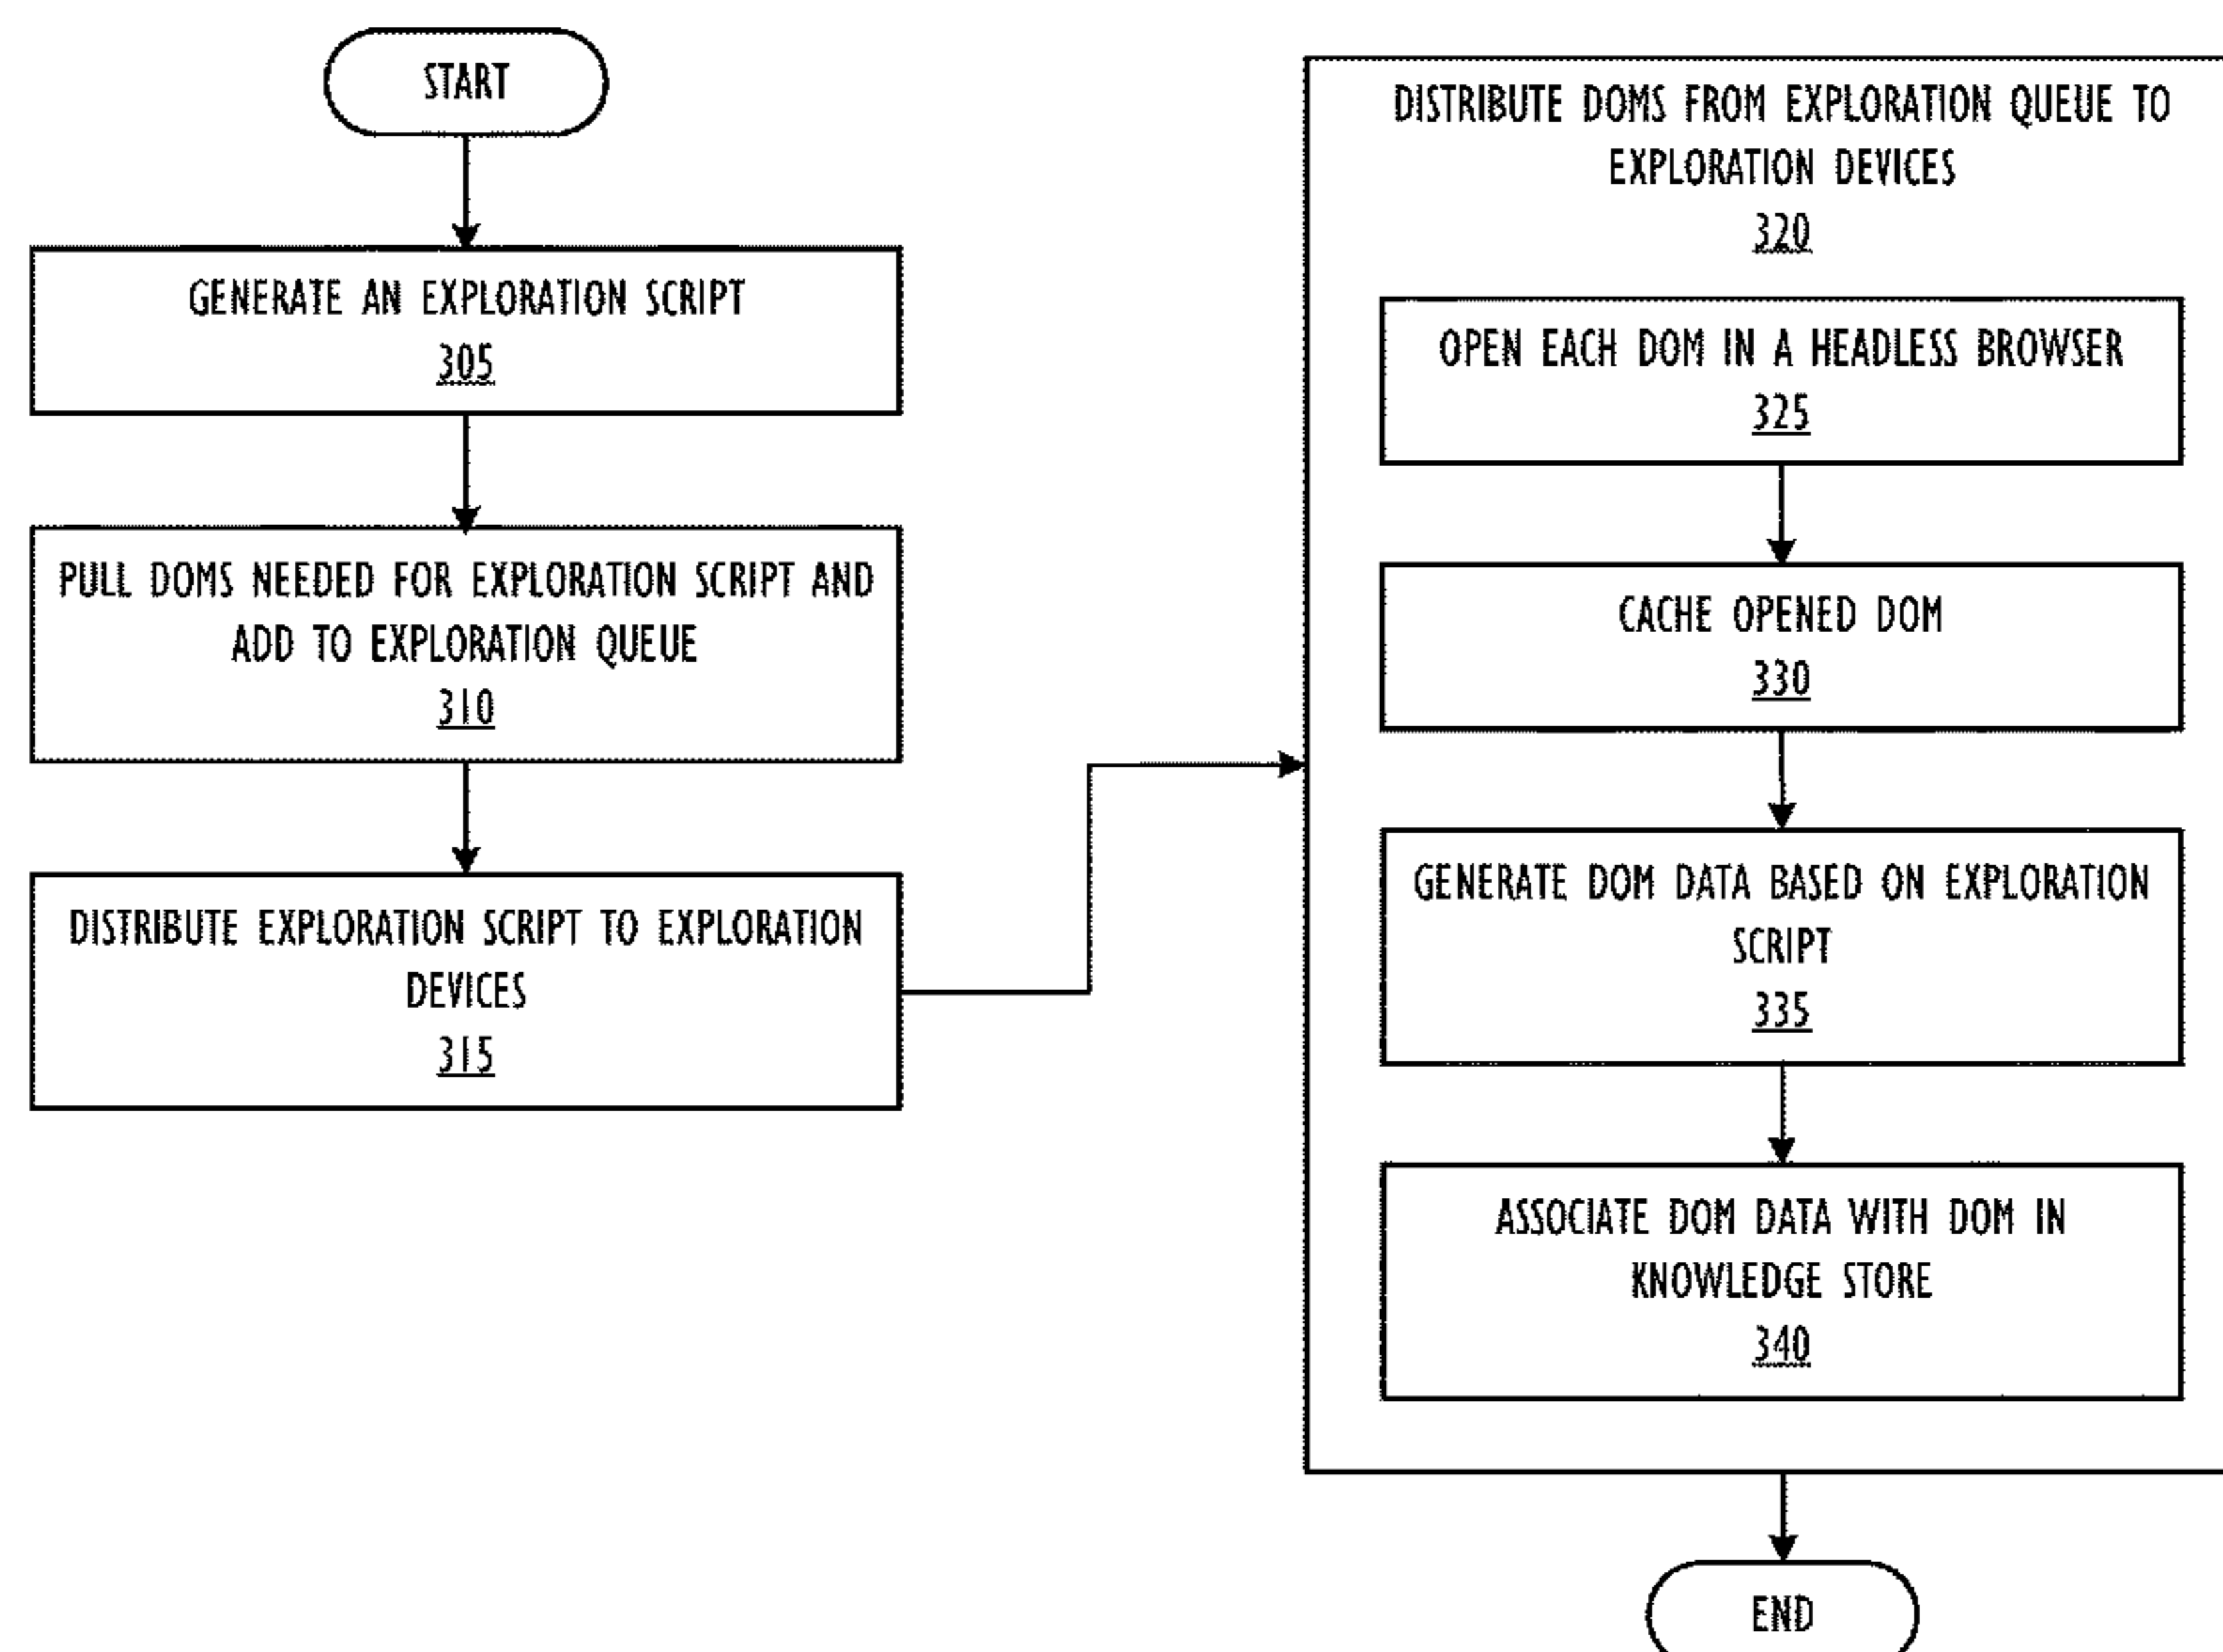 START
GENERATE AN EXPLORATION SCRIPT
305
PULL DOMS NEEDED FOR EXPLORATION SCRIPT AND
ADD TO EXPLORATION QUEUE
310
DISTRIBUTE EXPLORATION SCRIPT TO EXPLORATION
DEVICES
315
DISTRIBUTE DOMS FROM EXPLORATION QUEUE TO
EXPLORATION DEVICES
320
OPEN EACH DOM IN A HEADLESS BROWSER
325
CACHE OPENED DOM
330
GENERATE DOM DATA BASED ON EXPLORATION
SCRIPT
335
ASSOCIATE DOM DATA WITH DOM IN
KNOWLEDGE STORE
340
END